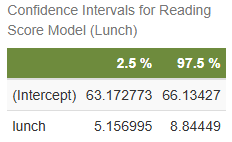 Confidence Intervals for Reading
Score Model (Lunch)
2.5 % 97.5 %
(Intercept) 63.172773 66.13427
lunch 5.156995 8.84449